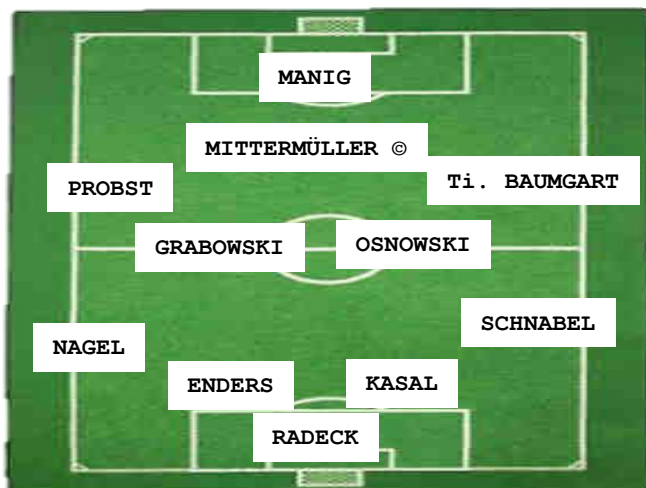 MANIG
MITTERMÜLLER ©
PROBST
Ti. BAUMGART
GRABOWSKI
OSNOWSKI
NAGEL
SCHNABEL
ENDERS
KASAL
RADECK